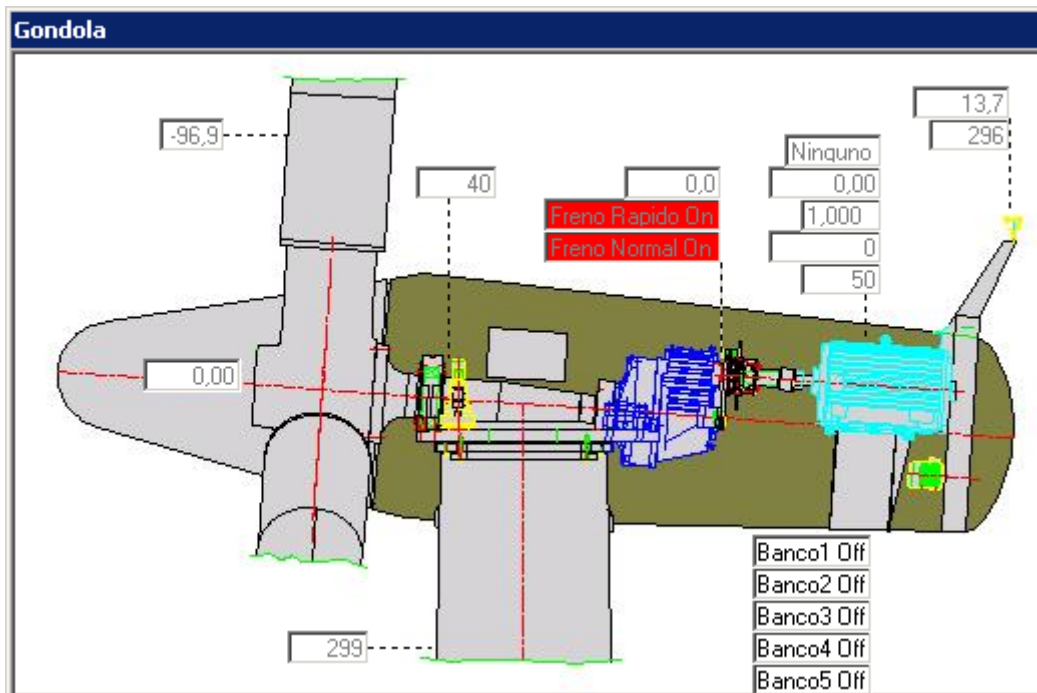 Gondola
13,7
296
-96,9
Ninguno
40
0,0
0,00
Freno Rapido On
1,000
Freno Normal On
0
50
0,00
Banco1 Off
Banco2 Off
Banco3 Off
Banco4 Off
299
Banco5 Off